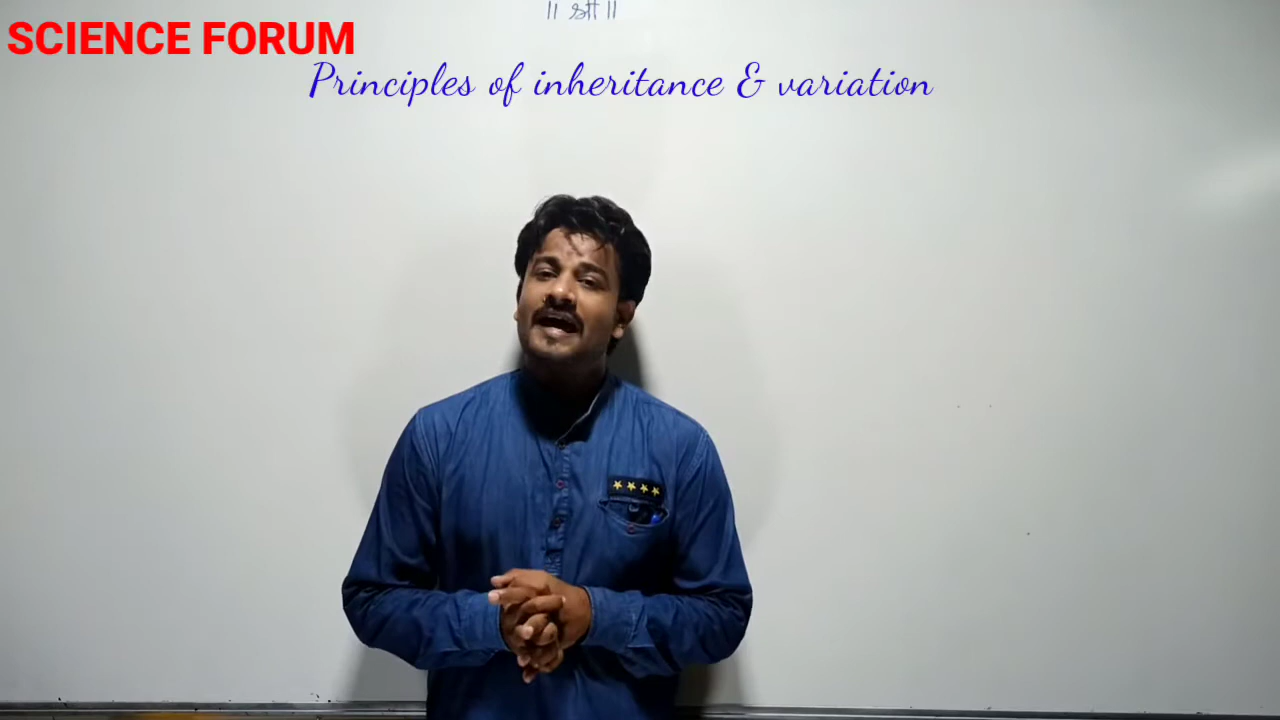 ॥ श्री ॥
SCIENCE FORUM
Principles of inheritance & variation